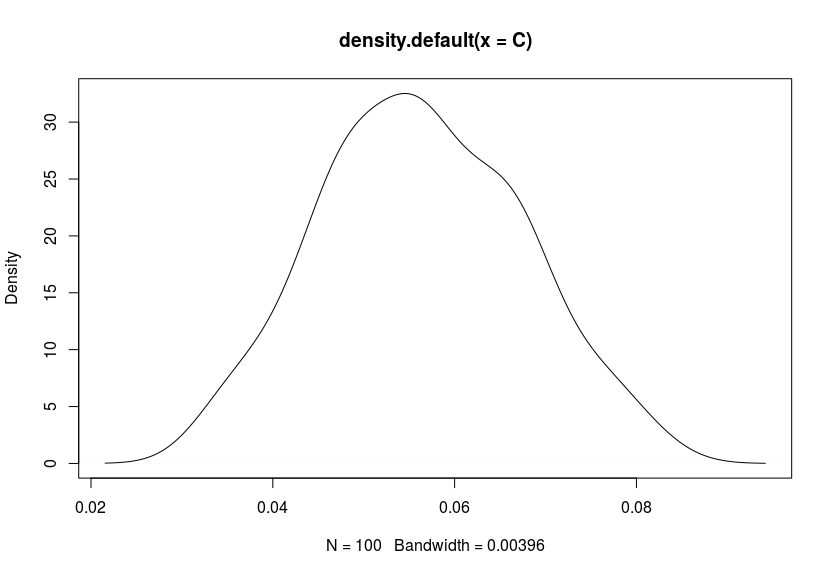 density.default(x = C)
Density
30
25
20
15
10
5
0
0.02 0.04 0.06 0.08
N = 100 Bandwidth = 0.00396